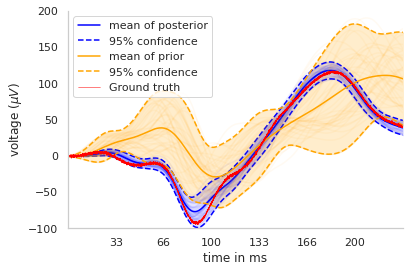 200
150
100
50
0
−50
−100
voltage (μV)
mean of posterior
95% confidence
mean of prior
95% confidence
Ground truth
33 66 100 133 166 200
time in ms